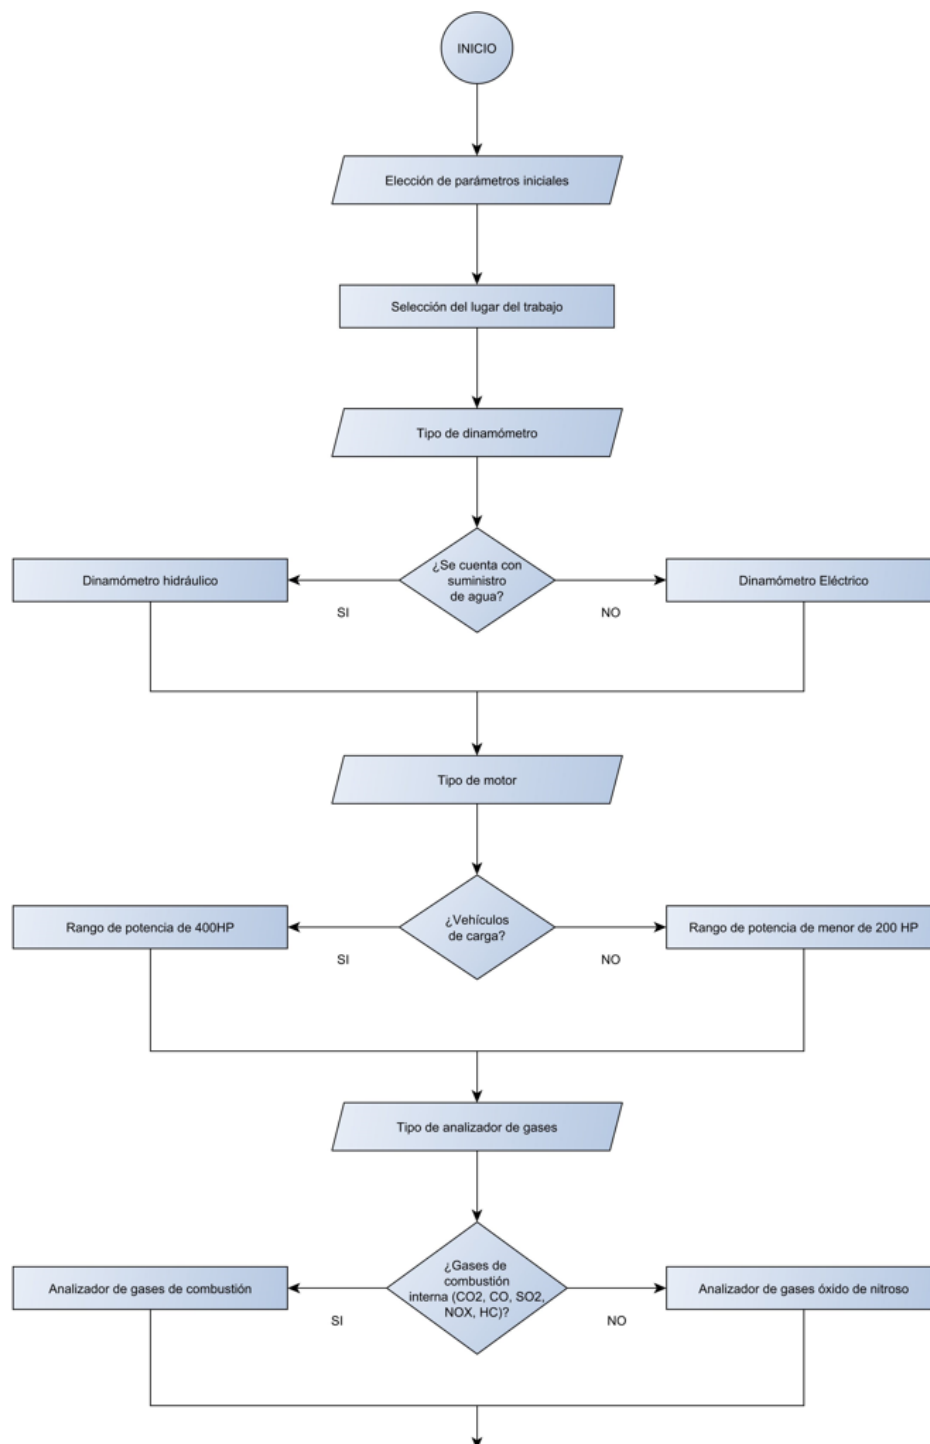 INICIO
Elección de parámetros iniciales
Selección del lugar del trabajo
Tipo de dinamómetro
¿Se cuenta con
suministro
de agua?
Dinamómetro hidráulico
Dinamómetro Eléctrico
SI
NO
Tipo de motor
¿Vehículos
de carga?
Rango de potencia de 400HP
Rango de potencia de menor de 200 HP
SI
NO
Tipo de analizador de gases
¿Gases de
combustión
interna (CO2, CO, SO2,
NOX, HC)?
Analizador de gases de combustión
Analizador de gases óxido de nitroso
SI
NO